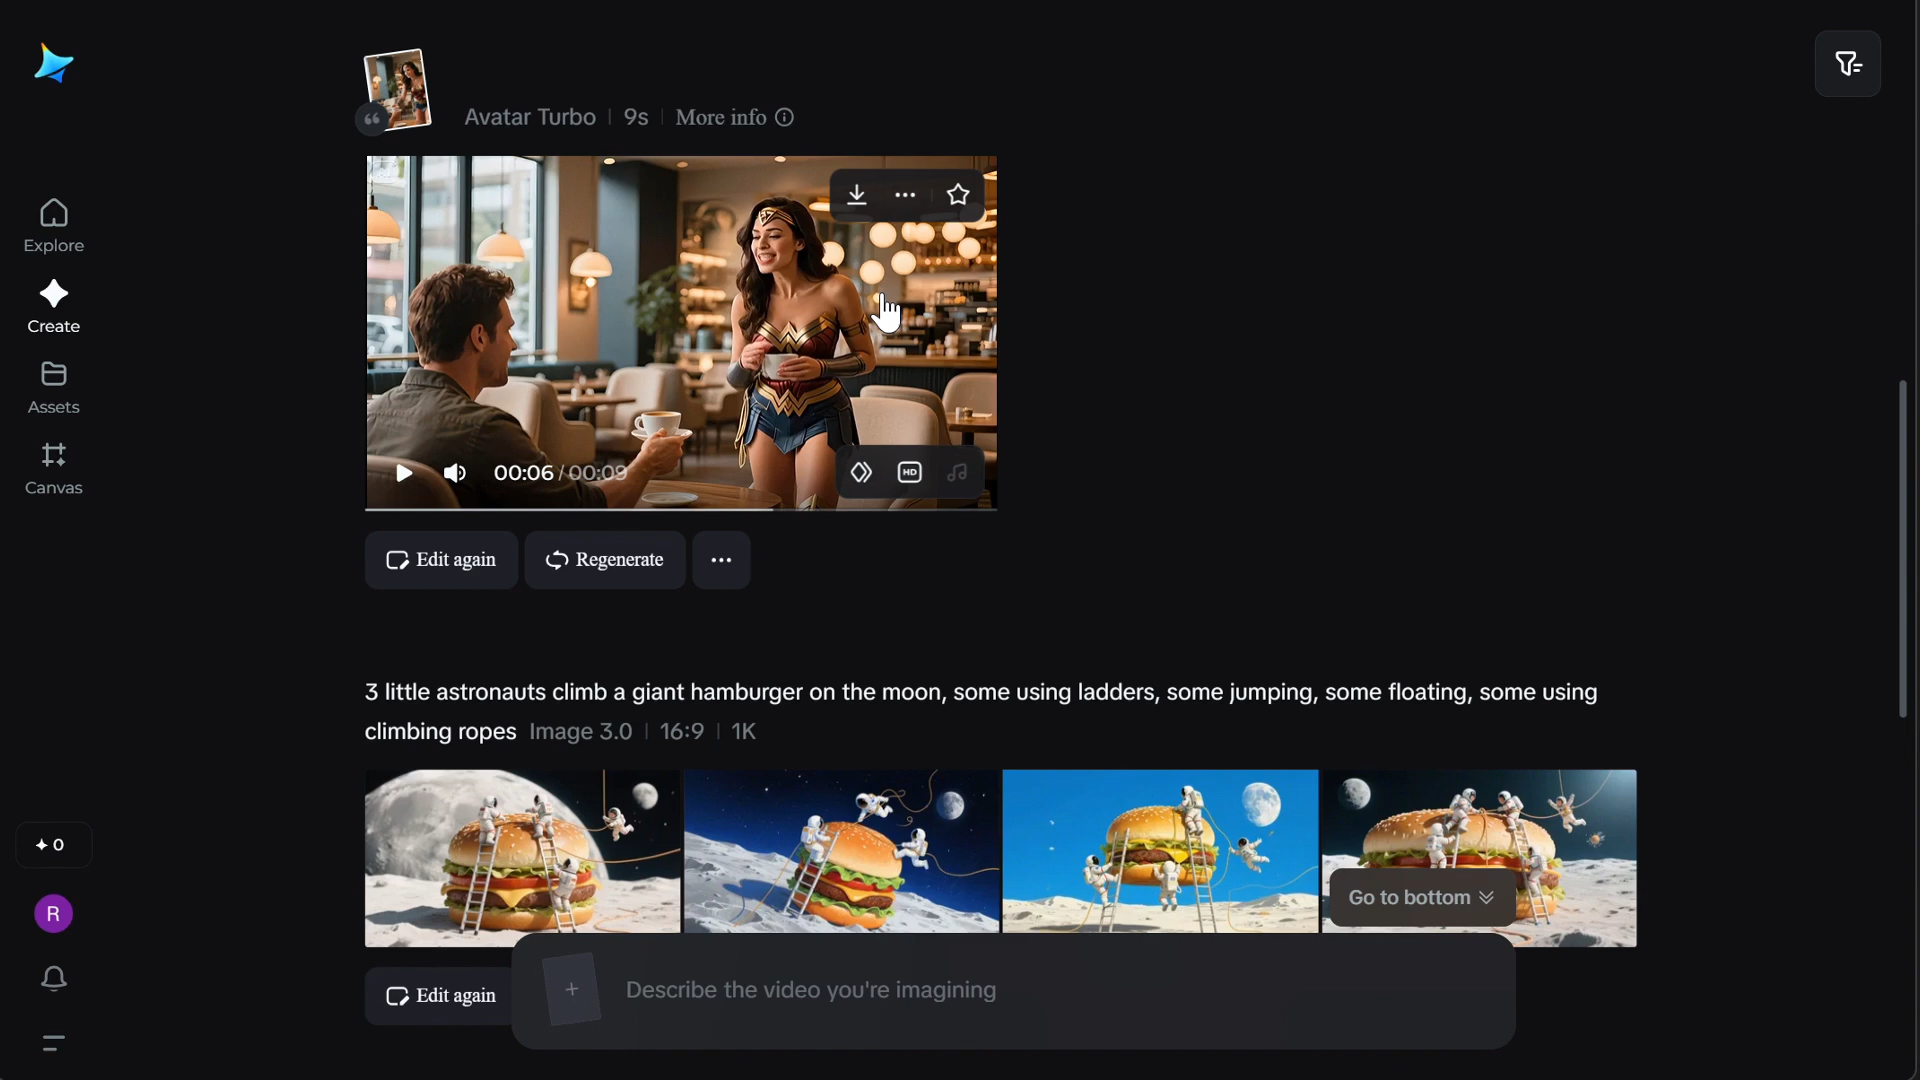 Avatar Turbo | 9s | More info
Explore
Create
Assets
Canvas
00:06 / 00:09
HD
Edit again
Regenerate
3 little astronauts climb a giant hamburger on the moon, some using ladders, some jumping, some floating, some using
climbing ropes Image 3.0 | 16:9 | 1K
0
Go to bottom
R
Edit again
Describe the video you're imagining